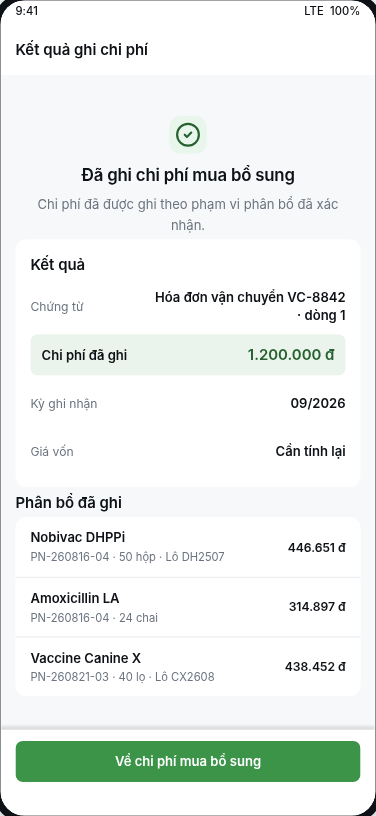 9:41
LTE 100%
Kết quả ghi chi phí
Đã ghi chi phí mua bổ sung
Chi phí đã được ghi theo phạm vi phân bổ đã xác
nhận.
Kết quả
Chứng từ
Hóa đơn vận chuyển VC-8842
· dòng 1
Chi phí đã ghi
1.200.000 đ
Kỳ ghi nhận
09/2026
Giá vốn
Cần tính lại
Phân bổ đã ghi
Nobivac DHPPi
PN-260816-04 · 50 hộp · Lô DH2507
446.651 đ
Amoxicillin LA
PN-260816-04 · 24 chai
314.897 đ
Vaccine Canine X
PN-260821-03 · 40 lọ · Lô CX2608
438.452 đ
Về chi phí mua bổ sung